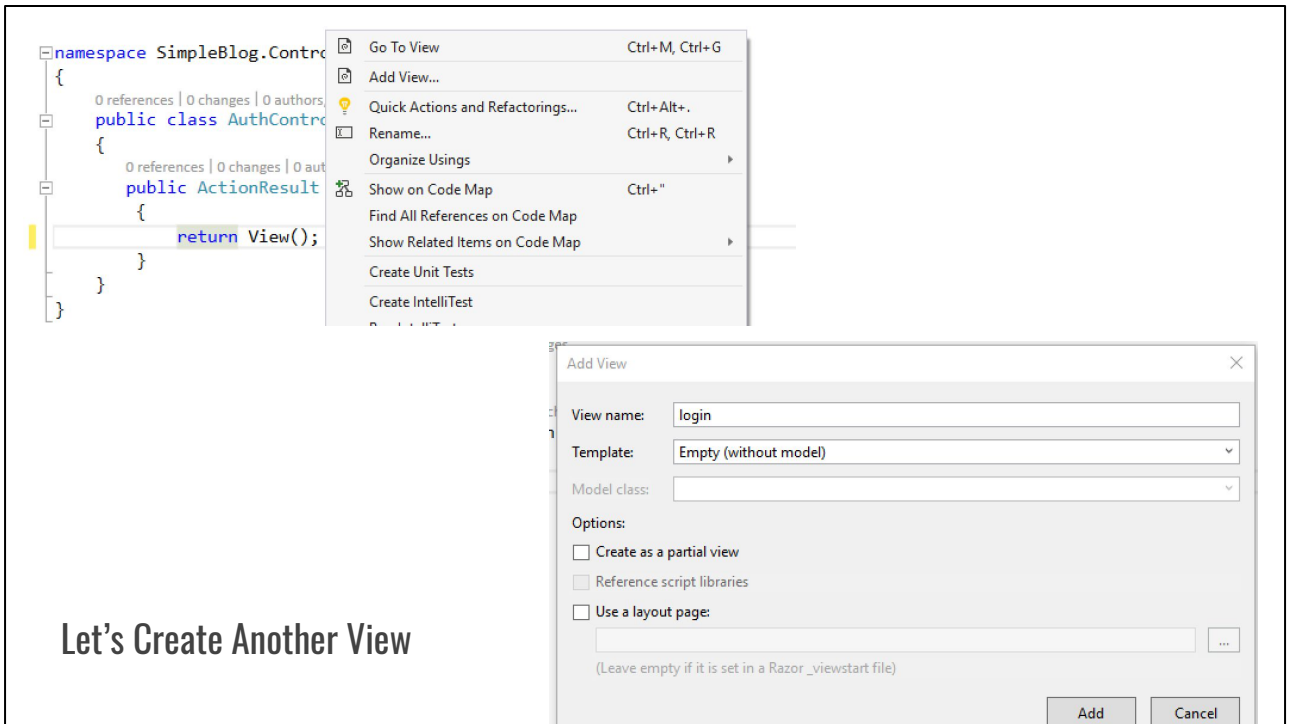 namespace SimpleBlog.Contro
{
0 references | 0 changes | 0 authors,
public class AuthContro
{
0 references | 0 changes | 0 aut
public ActionResult
{
return View();
}
}
}
Go To View Ctrl+M, Ctrl+G
Add View...
Quick Actions and Refactorings... Ctrl+Alt+.
Rename... Ctrl+R, Ctrl+R
Organize Usings
Show on Code Map Ctrl+"
Find All References on Code Map
Show Related Items on Code Map
Create Unit Tests
Create IntelliTest
Add View
View name: login
Template: Empty (without model)
Model class:
Options:
Create as a partial view
Reference script libraries
Use a layout page:
...
(Leave empty if it is set in a Razor _viewstart file)
Add Cancel
Let’s Create Another View